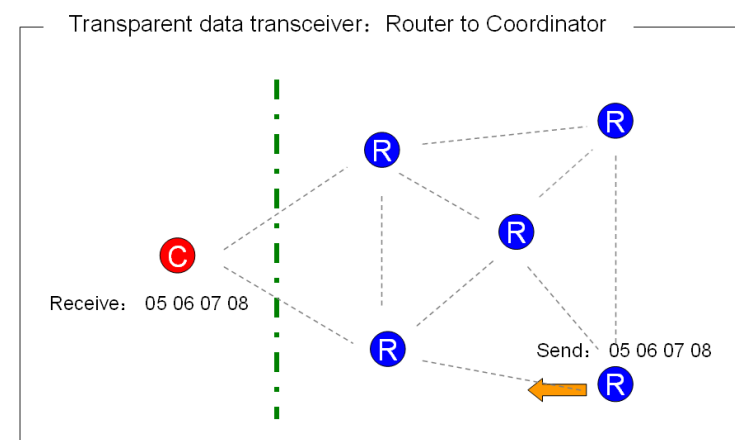 Transparent data transceiver： Router to Coordinator
R
R
R
C
Receive： 05 06 07 08
R
Send： 05 06 07 08
R